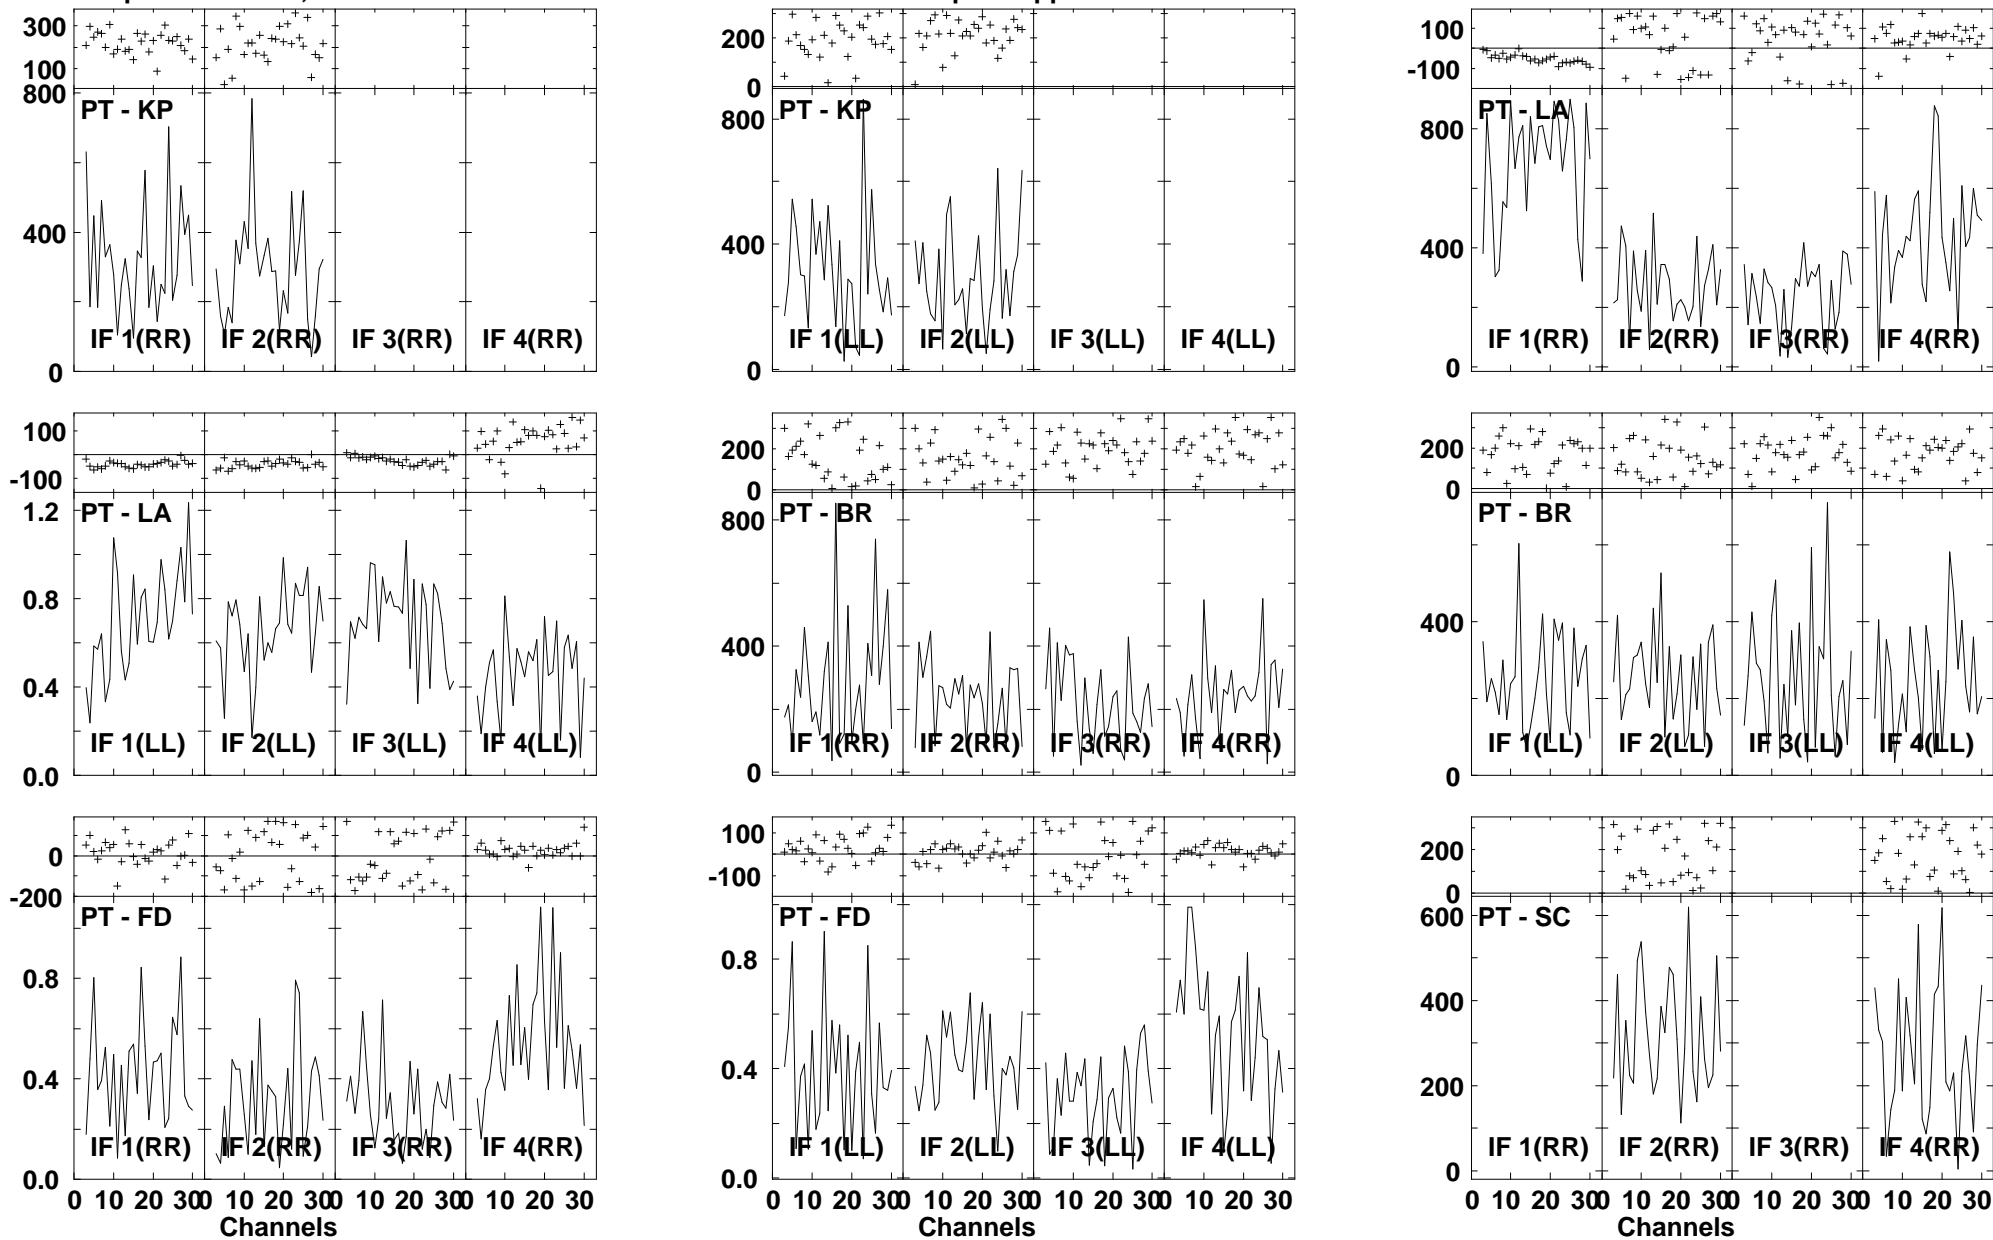 300 200 100
100 0 -100
800 PT - KP PT - KP PT - LA
800 800
400 400 400
IF 1(RR) IF 2(RR) IF 3(RR) IF 4(RR) IF 1(LL) IF 2(LL) IF 3(LL) IF 4(LL) IF 1(RR) IF 2(RR) IF 3(RR) IF 4(RR)
0 0 0
100 200 200
-100 0 0
1.2 PT - LA 800 PT - BR PT - BR
0.8 400 400
0.4
IF 1(LL) IF 2(LL) IF 3(LL) IF 4(LL) IF 1(RR) IF 2(RR) IF 3(RR) IF 4(RR) IF 1(LL) IF 2(LL) IF 3(LL) IF 4(LL)
0.0 0 0
0 100 200
-200 -100 0
PT - FD PT - FD 600 PT - SC
0.8 0.8 400
0.4 0.4 200
IF 1(RR) IF 2(RR) IF 3(RR) IF 4(RR) IF 1(LL) IF 2(LL) IF 3(LL) IF 4(LL) IF 1(RR) IF 2(RR) IF 3(RR) IF 4(RR)
0.0 0.0 0
0 10 20 30 0 10 20 30 0 10 20 30 0 10 20 30 0 10 20 30 0 10 20 30 0 10 20 30 0 10 20 30 0 10 20 30 0 10 20 30 0 10 20 30 0 10 20 30
Channels Channels Channels